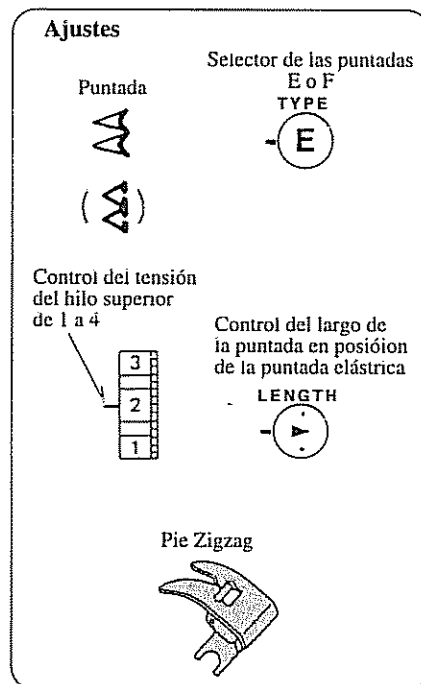 Ajustes
Puntada
Selector de las puntadas
E o F
TYPE
E
Control del tensión
del hilo superior
de 1 a 4
3
2
1
Control del largo de
la puntada en posióion
de la puntada elástrica
LENGTH
Pie Zigzag